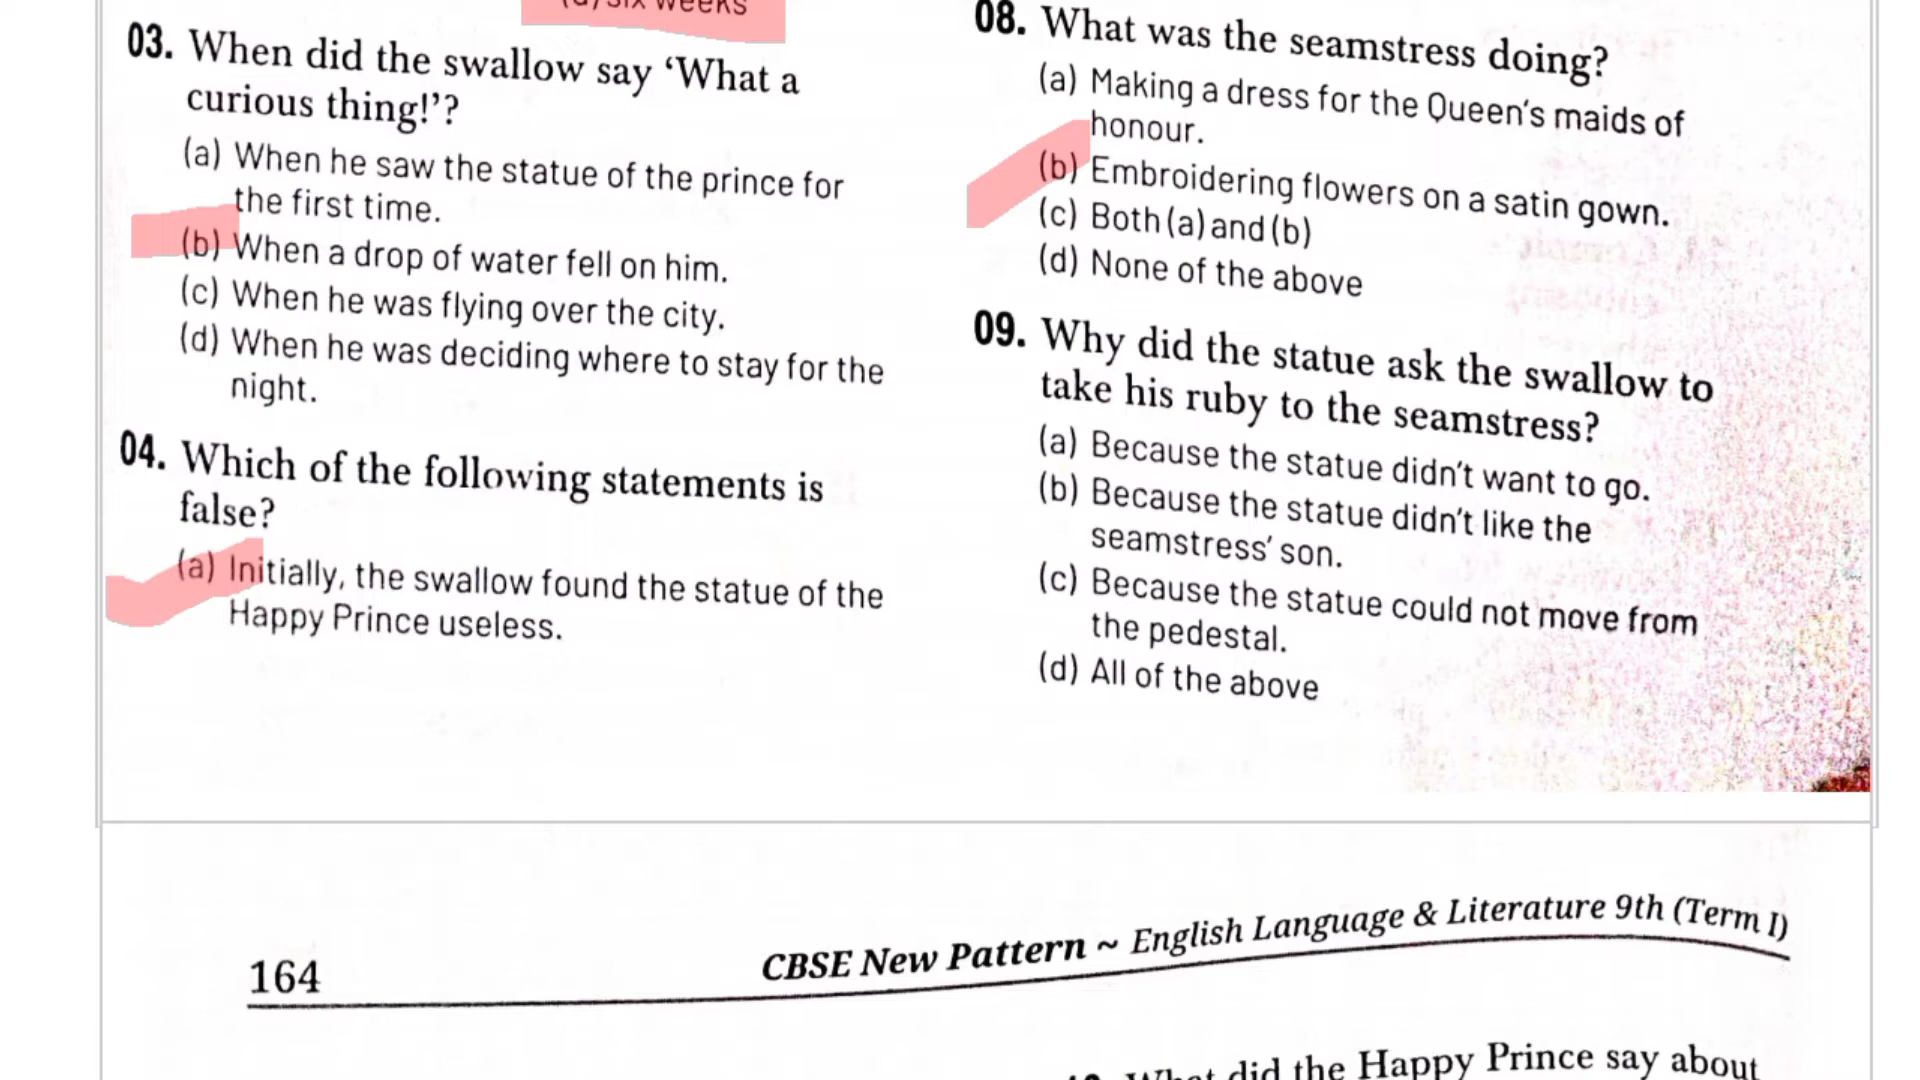 (d) six weeks
03. When did the swallow say ‘What a
curious thing!’?
(a) When he saw the statue of the prince for
the first time.
(b) When a drop of water fell on him.
(c) When he was flying over the city.
(d) When he was deciding where to stay for the
night.
04. Which of the following statements is
false?
(a) Initially, the swallow found the statue of the
Happy Prince useless.
08. What was the seamstress doing?
(a) Making a dress for the Queen’s maids of
honour.
(b) Embroidering flowers on a satin gown.
(c) Both (a) and (b)
(d) None of the above
09. Why did the statue ask the swallow to
take his ruby to the seamstress?
(a) Because the statue didn’t want to go.
(b) Because the statue didn’t like the
seamstress’ son.
(c) Because the statue could not move from
the pedestal.
(d) All of the above
164
CBSE New Pattern ~ English Language & Literature 9th (Term I)
What did the Happy Prince say about